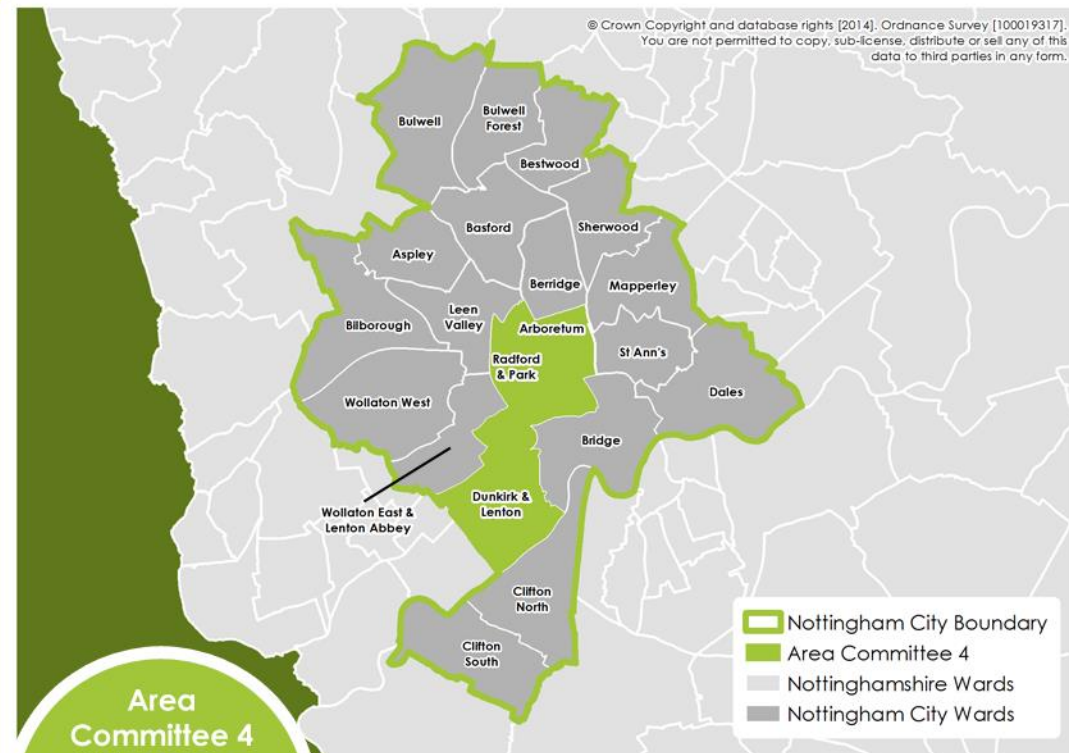 © Crown Copyright and database rights [2014]. Ordnance Survey [100019317].
You are not permitted to copy, sub-license, distribute or sell any of this
data to third parties in any form.
Bulwell
Bulwell
Forest
Bestwood
Basford
Sherwood
Aspley
Berridge
Mapperley
Leen
Valley
Bilborough
Arboretum
St Ann's
Radford
& Park
Dales
Wollaton West
Bridge
Dunkirk &
Lenton
Wollaton East &
Lenton Abbey
Clifton
North
Clifton
South
Nottingham City Boundary
Area Committee 4
Nottinghamshire Wards
Nottingham City Wards
Area
Committee 4